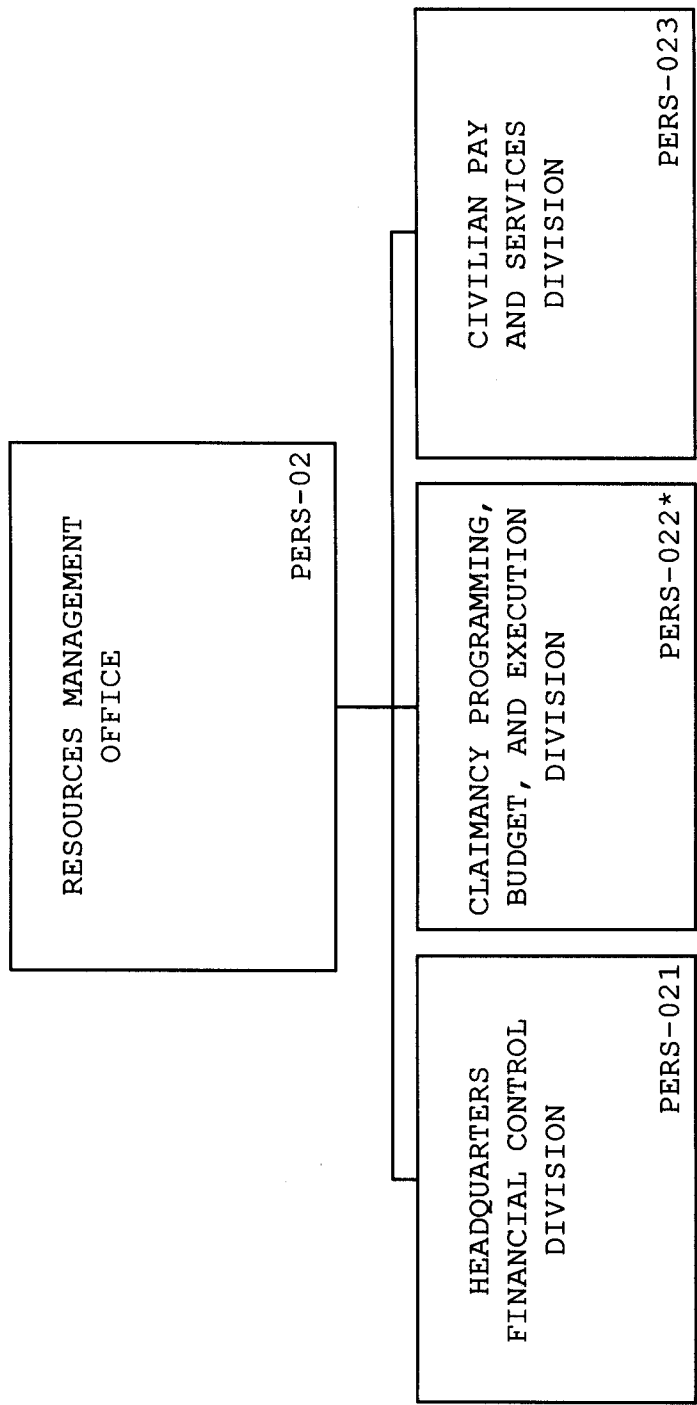 RESOURCES MANAGEMENT
OFFICE
PERS-02
HEADQUARTERS
FINANCIAL CONTROL
DIVISION
PERS-021
CLAIMANCY PROGRAMMING,
BUDGET, AND EXECUTION
DIVISION
PERS-022*
CIVILIAN PAY
AND SERVICES
DIVISION
PERS-023